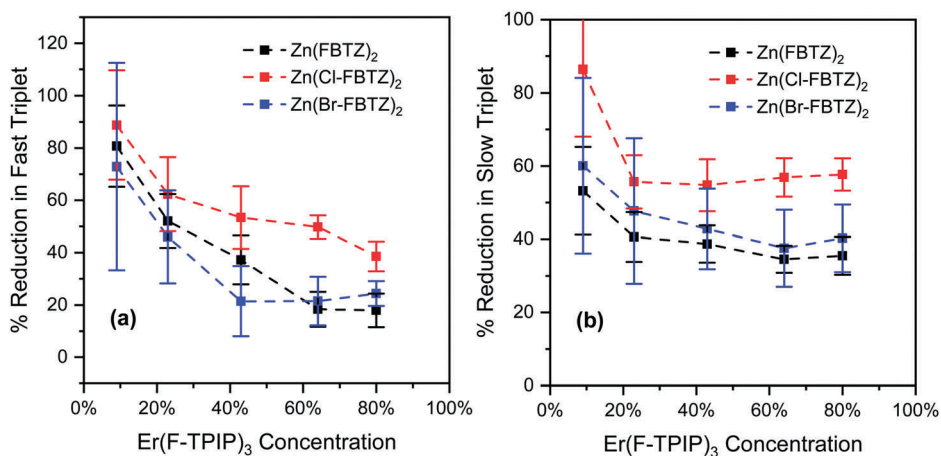 % Reduction in Fast Triplet
120
100
80
60
40
20
0
Zn(FBTZ)₂
Zn(Cl-FBTZ)₂
Zn(Br-FBTZ)₂
(a)
0% 20% 40% 60% 80% 100%
Er(F-TPIP)₃ Concentration
% Reduction in Slow Triplet
100
80
60
40
20
0
Zn(FBTZ)₂
Zn(Cl-FBTZ)₂
Zn(Br-FBTZ)₂
(b)
0% 20% 40% 60% 80% 100%
Er(F-TPIP)₃ Concentration